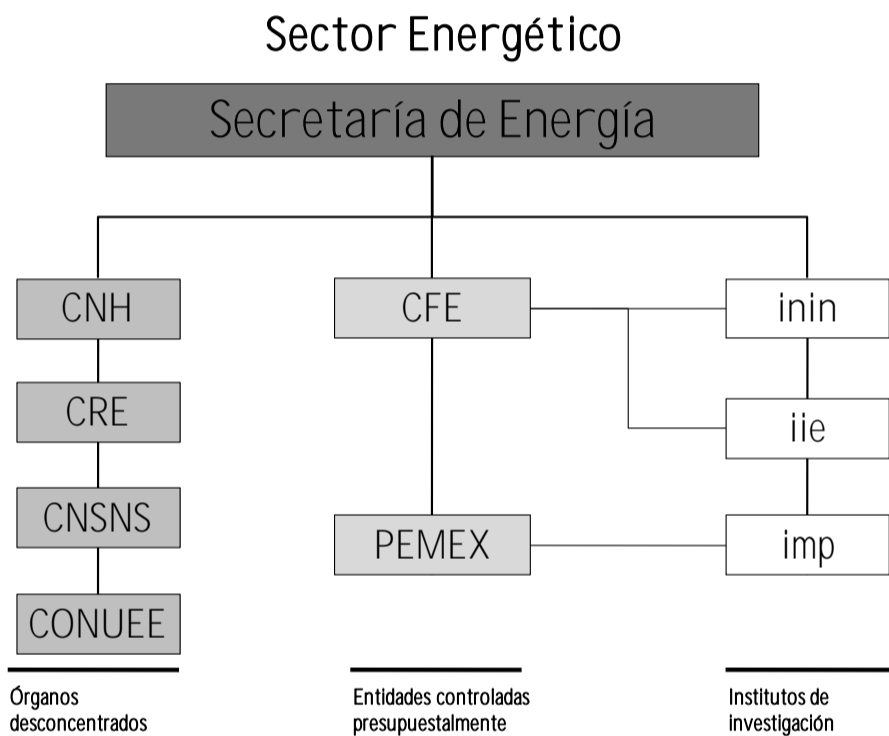 Sector Energético
Secretaría de Energía
CNH
CFE
inin
CRE
iie
CNSNS
PEMEX
imp
CONUEE
Órganos
desconcentrados
Entidades controladas
presupuestalmente
Institutos de
investigación